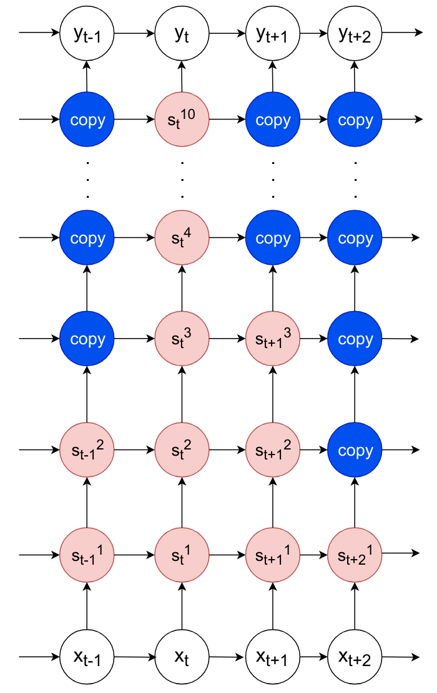 y_{t-1} y_t y_{t+1} y_{t+2}
copy s_t^{10} copy copy
. . . .
. . . .
. . . .
copy s_t^4 copy copy
copy s_t^3 s_{t+1}^3 copy
s_{t-1}^2 s_t^2 s_{t+1}^2 copy
s_{t-1}^1 s_t^1 s_{t+1}^1 s_{t+2}^1
x_{t-1} x_t x_{t+1} x_{t+2}